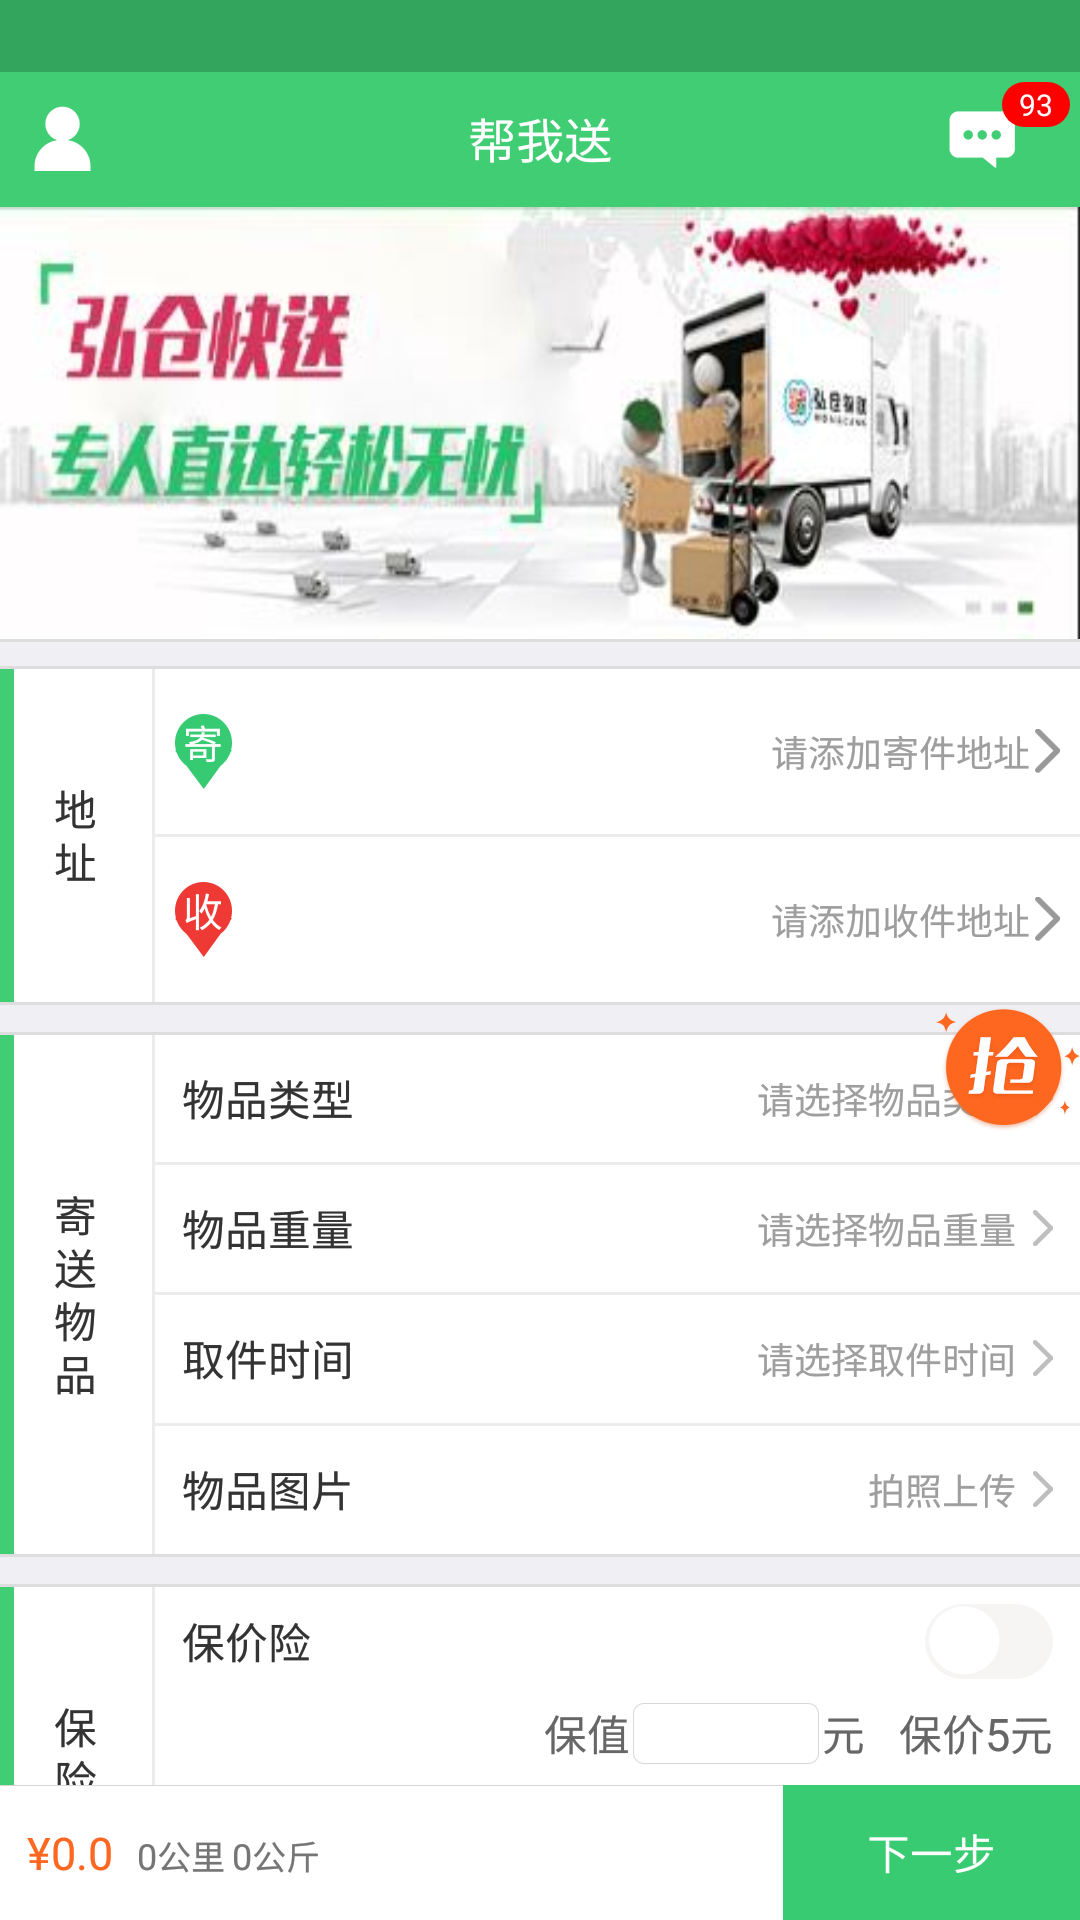 帮我送
93
弘仓快送
专人直达轻松无忧
弘仓物流
寄
请添加寄件地址
地址
收
请添加收件地址
抢
物品类型
请选择物品类
寄送物品
物品重量
请选择物品重量
取件时间
请选择取件时间
物品图片
拍照上传
保价险
保险
保值
元
保价5元
¥0.0 0公里 0公斤
下一步